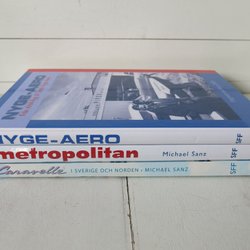 NYGE-AERO
NYGE-AERO SFF
metropolitan Michael Sanz SFF
Caravelle I SVERIGE OCH NORDEN · MICHAEL SANZ SFF